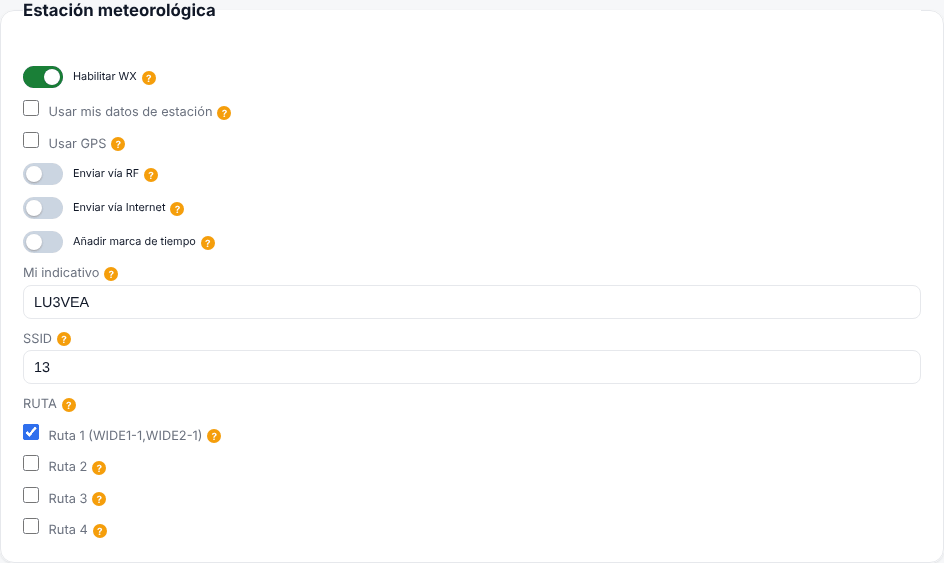 Estación meteorológica
Habilitar WX ?
Usar mis datos de estación ?
Usar GPS ?
Enviar vía RF ?
Enviar vía Internet ?
Añadir marca de tiempo ?
Mi indicativo ?
LU3VEA
SSID ?
13
RUTA ?
Ruta 1 (WIDE1-1,WIDE2-1) ?
Ruta 2 ?
Ruta 3 ?
Ruta 4 ?